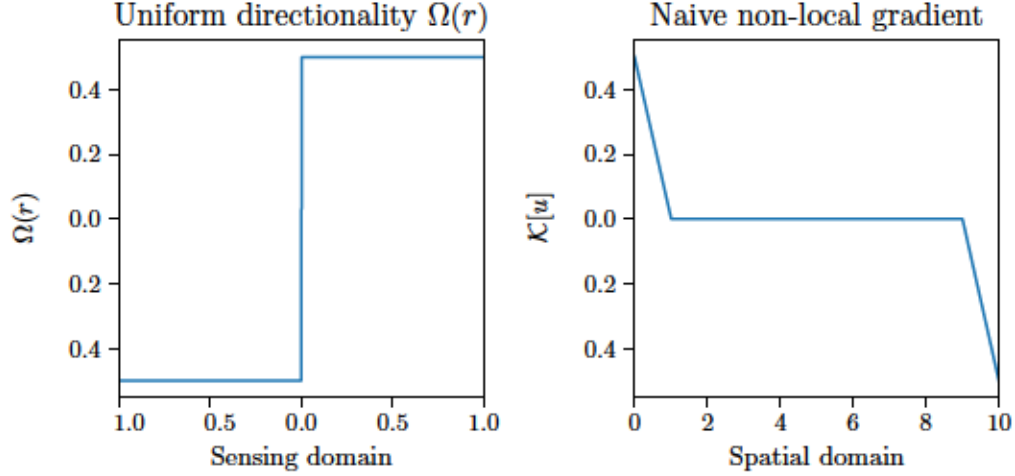 Uniform directionality Ω(r)
Ω(r)
0.4
0.2
0.0
0.2
0.4
1.0 0.5 0.0 0.5 1.0
Sensing domain
Naive non-local gradient
𝒦[u]
0.4
0.2
0.0
0.2
0.4
0 2 4 6 8 10
Spatial domain